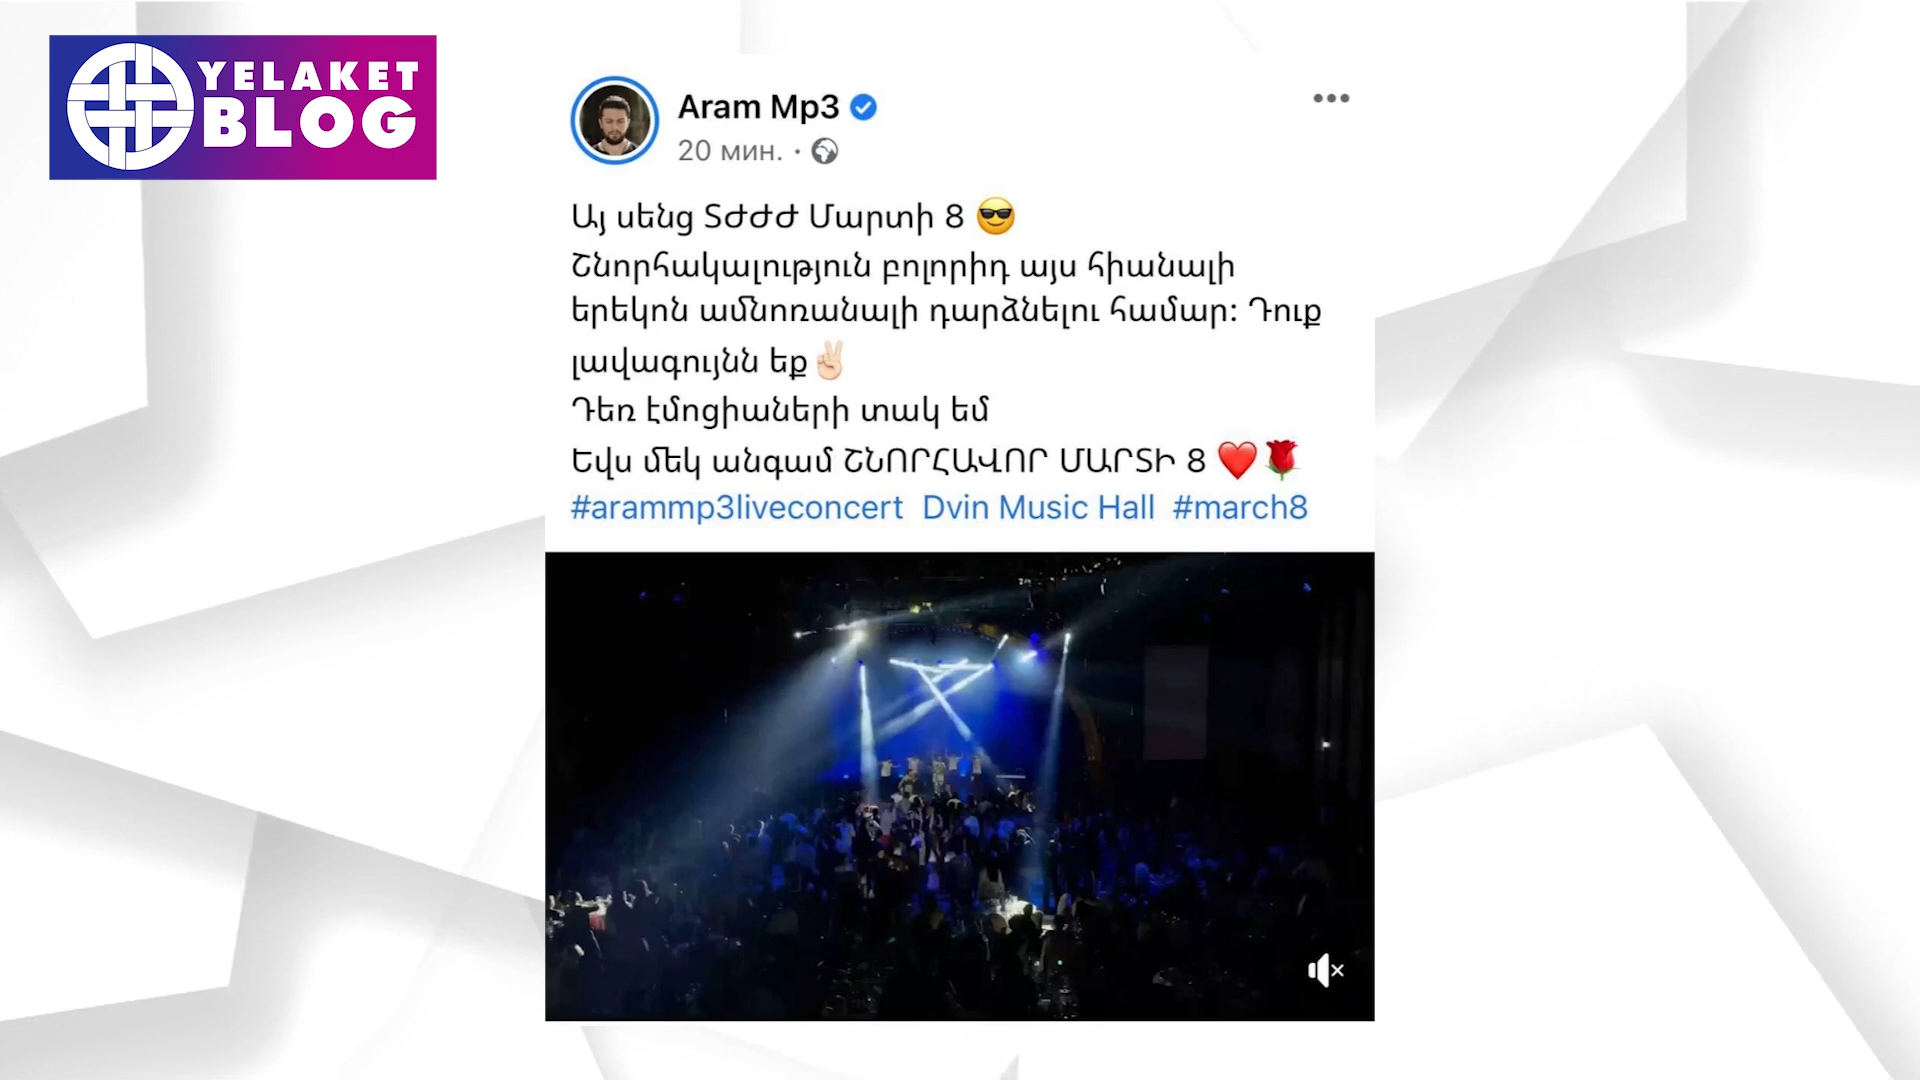 YELAKET
BLOG
Aram Mp3
20 мин. ·
Այ սենց ՏԺԺԺ Մարտի 8 😎
Շնորհակալություն բոլորիդ այս հիանալի
երեկոն ամնոռանալի դարձնելու համար: Դուք
լավագույնն եք✌🏻
Դեռ էմոցիաների տակ եմ
Եվս մեկ անգամ ՇՆՈՐՀԱՎՈՐ ՄԱՐՏԻ 8 ❤️🌹
#arammp3liveconcert Dvin Music Hall #march8